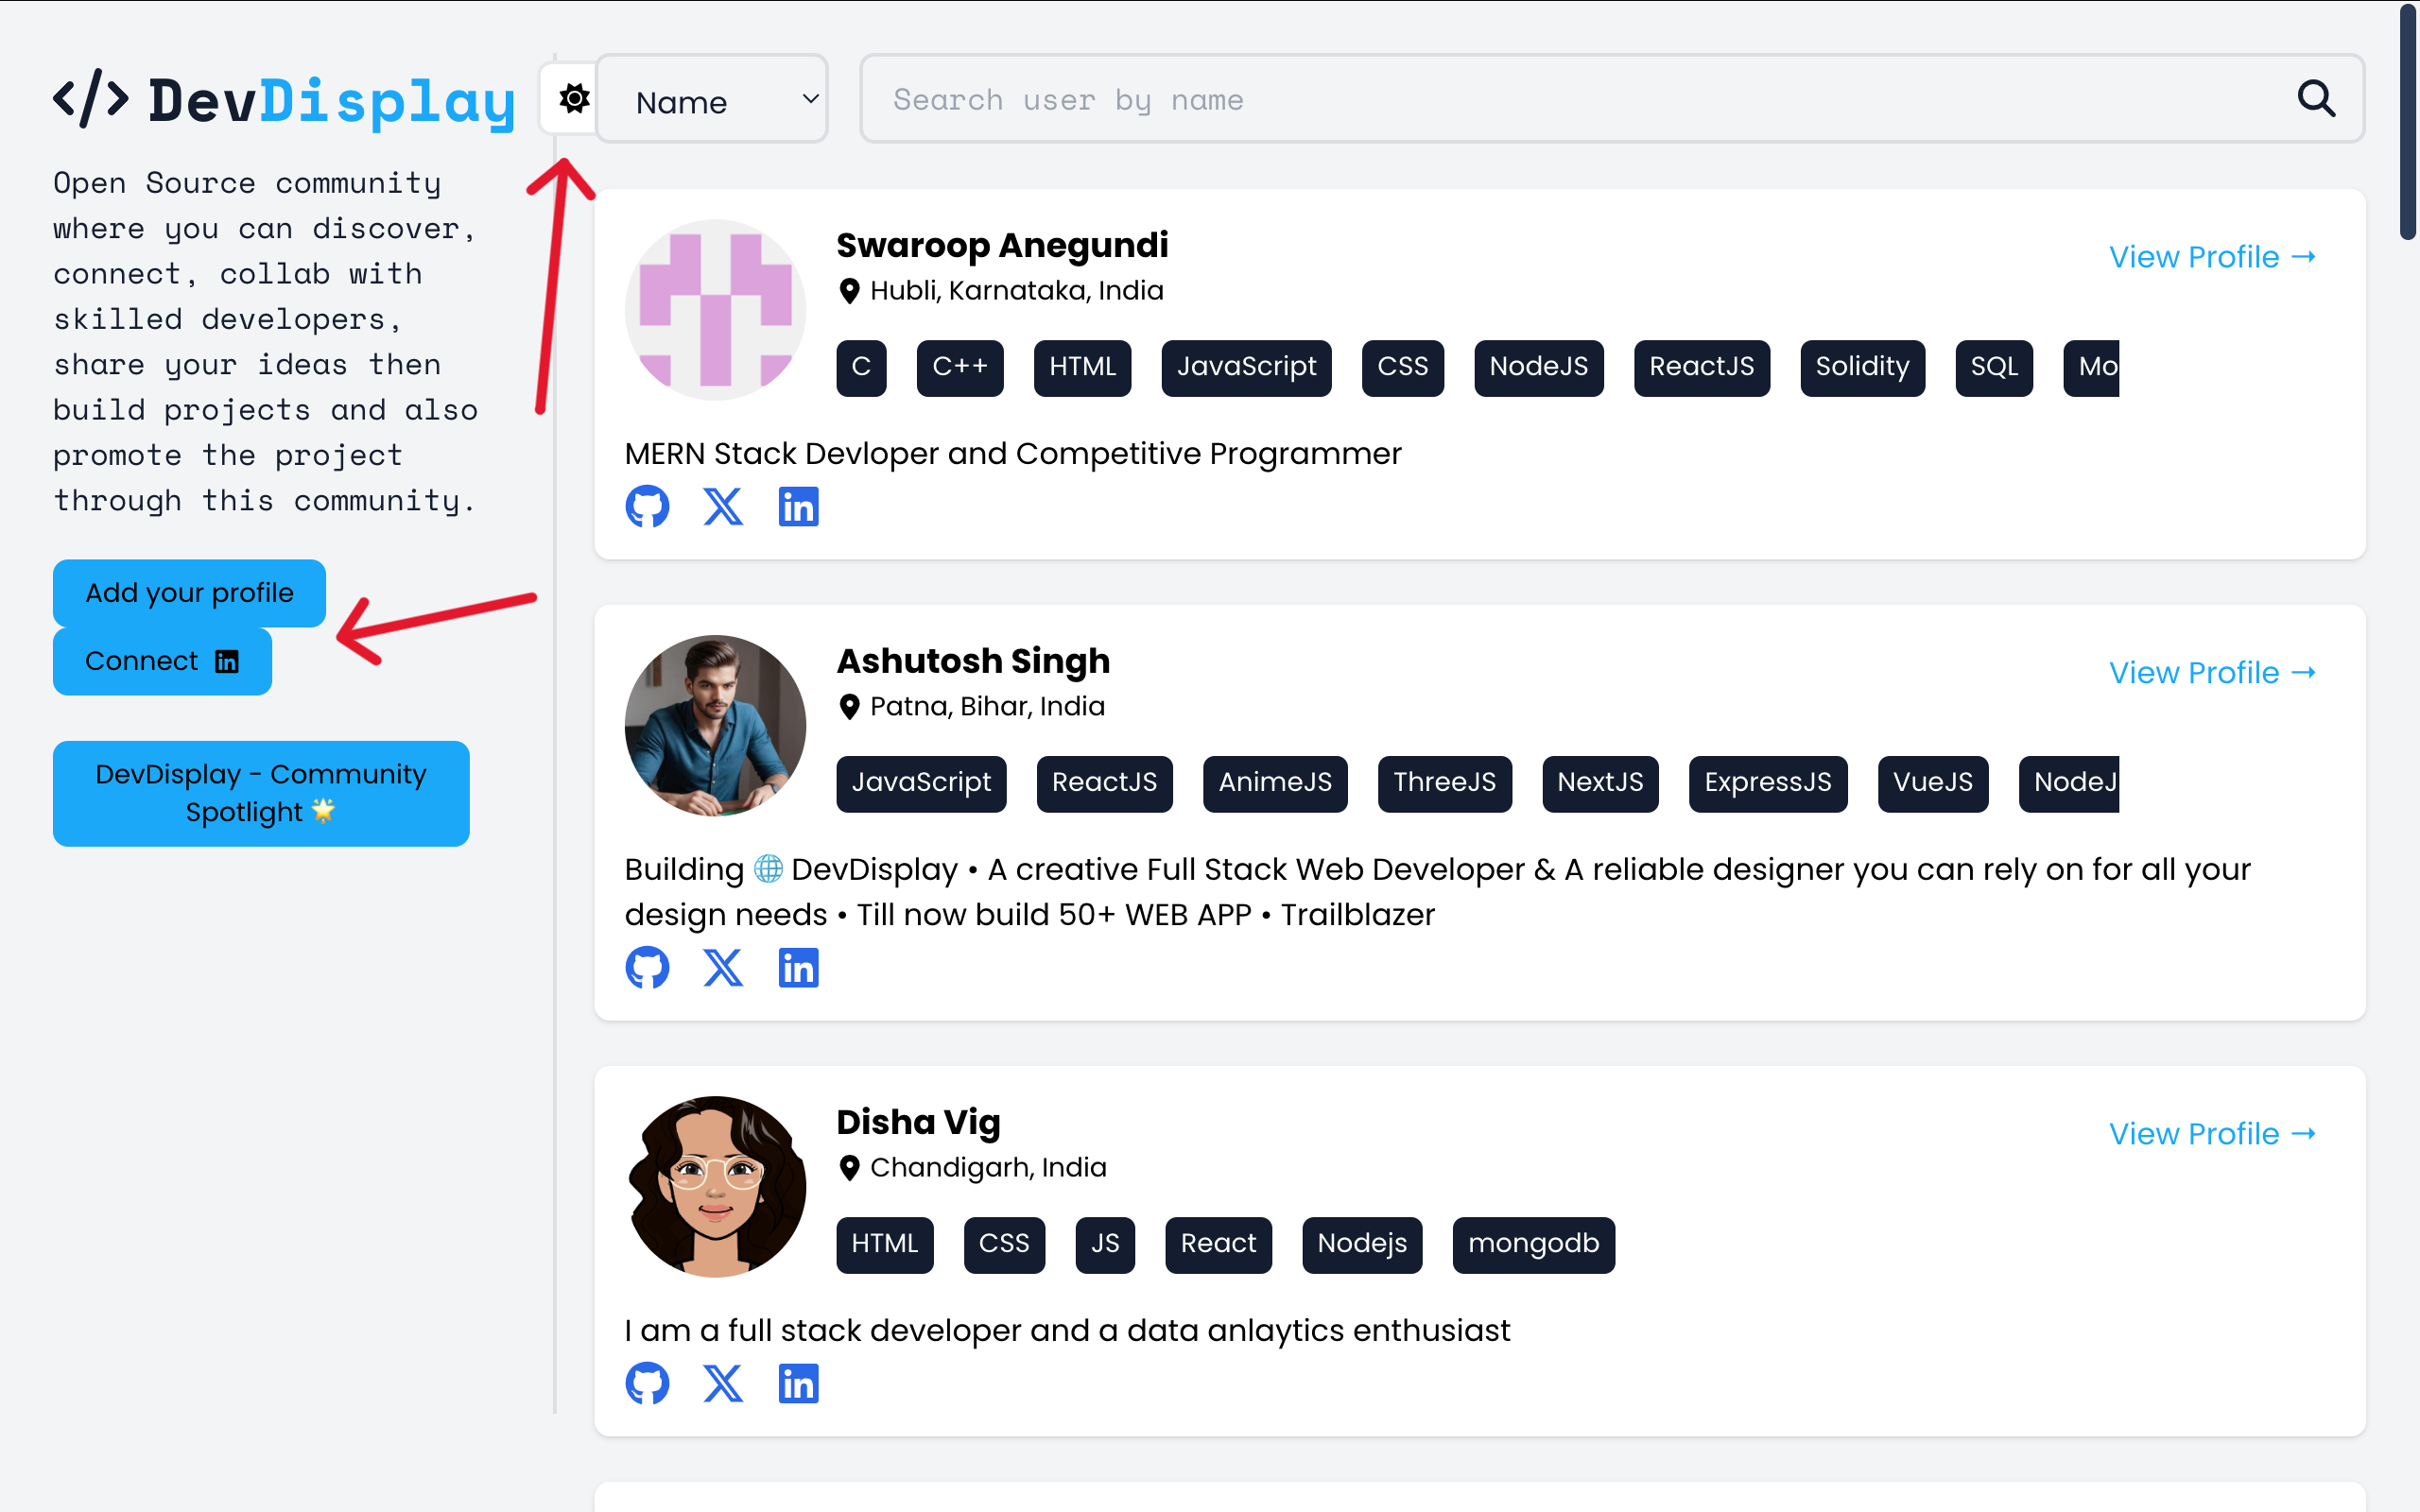 </> DevDisplay
Open Source community
where you can discover,
connect, collab with
skilled developers,
share your ideas then
build projects and also
promote the project
through this community.
Add your profile
Connect in
DevDisplay - Community
Spotlight 🌟
Name
Search user by name
Swaroop Anegundi
View Profile →
Hubli, Karnataka, India
C C++ HTML JavaScript CSS NodeJS ReactJS Solidity SQL Mo
MERN Stack Devloper and Competitive Programmer
X in
Ashutosh Singh
View Profile →
Patna, Bihar, India
JavaScript ReactJS AnimeJS ThreeJS NextJS ExpressJS VueJS NodeJ
Building 🌐 DevDisplay • A creative Full Stack Web Developer & A reliable designer you can rely on for all your
design needs • Till now build 50+ WEB APP • Trailblazer
X in
Disha Vig
View Profile →
Chandigarh, India
HTML CSS JS React Nodejs mongodb
I am a full stack developer and a data anlaytics enthusiast
X in